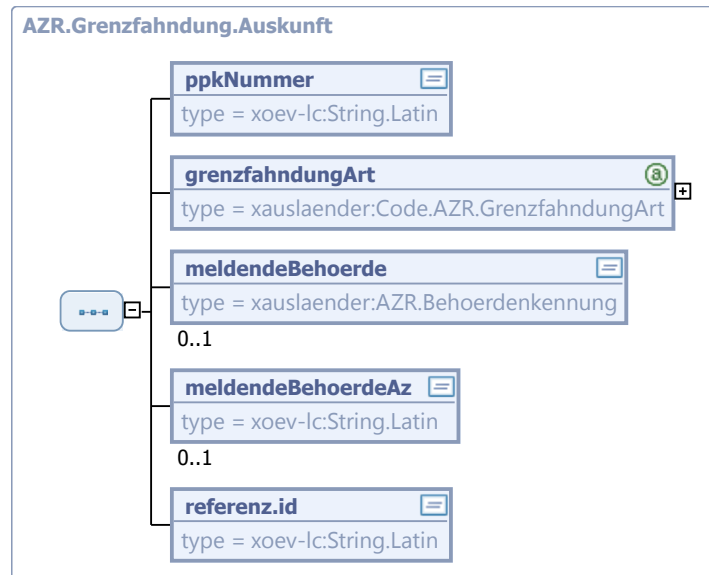 AZR.Grenzfahndung.Auskunft
ppkNummer
type = xoev-lc:String.Latin
grenzfahndungArt
type = xauslaender:Code.AZR.GrenzfahndungArt
meldendeBehoerde
type = xauslaender:AZR.Behoerdenkennung
0..1
meldendeBehoerdeAz
type = xoev-lc:String.Latin
0..1
referenz.id
type = xoev-lc:String.Latin